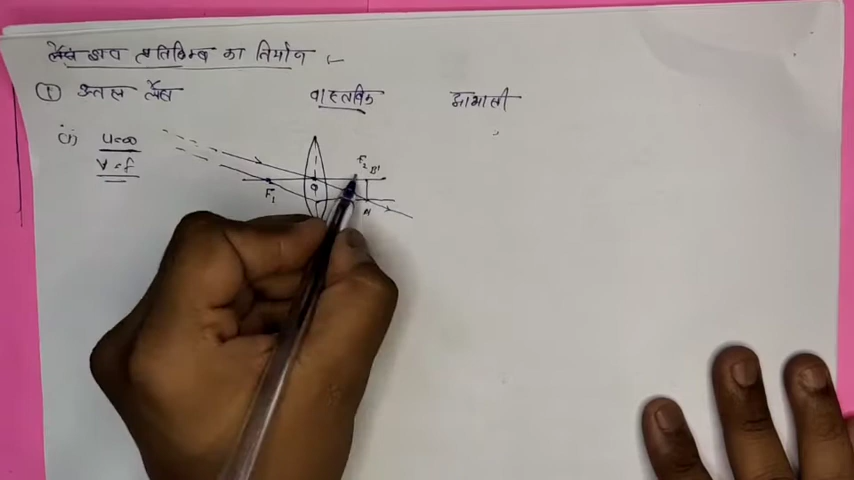 लेंस द्वारा प्रतिबिम्ब का निर्माण :-
① उत्तल लेंस वास्तविक आभासी
(i) u=∞
v=f
F₂ B'
F₁ O A'